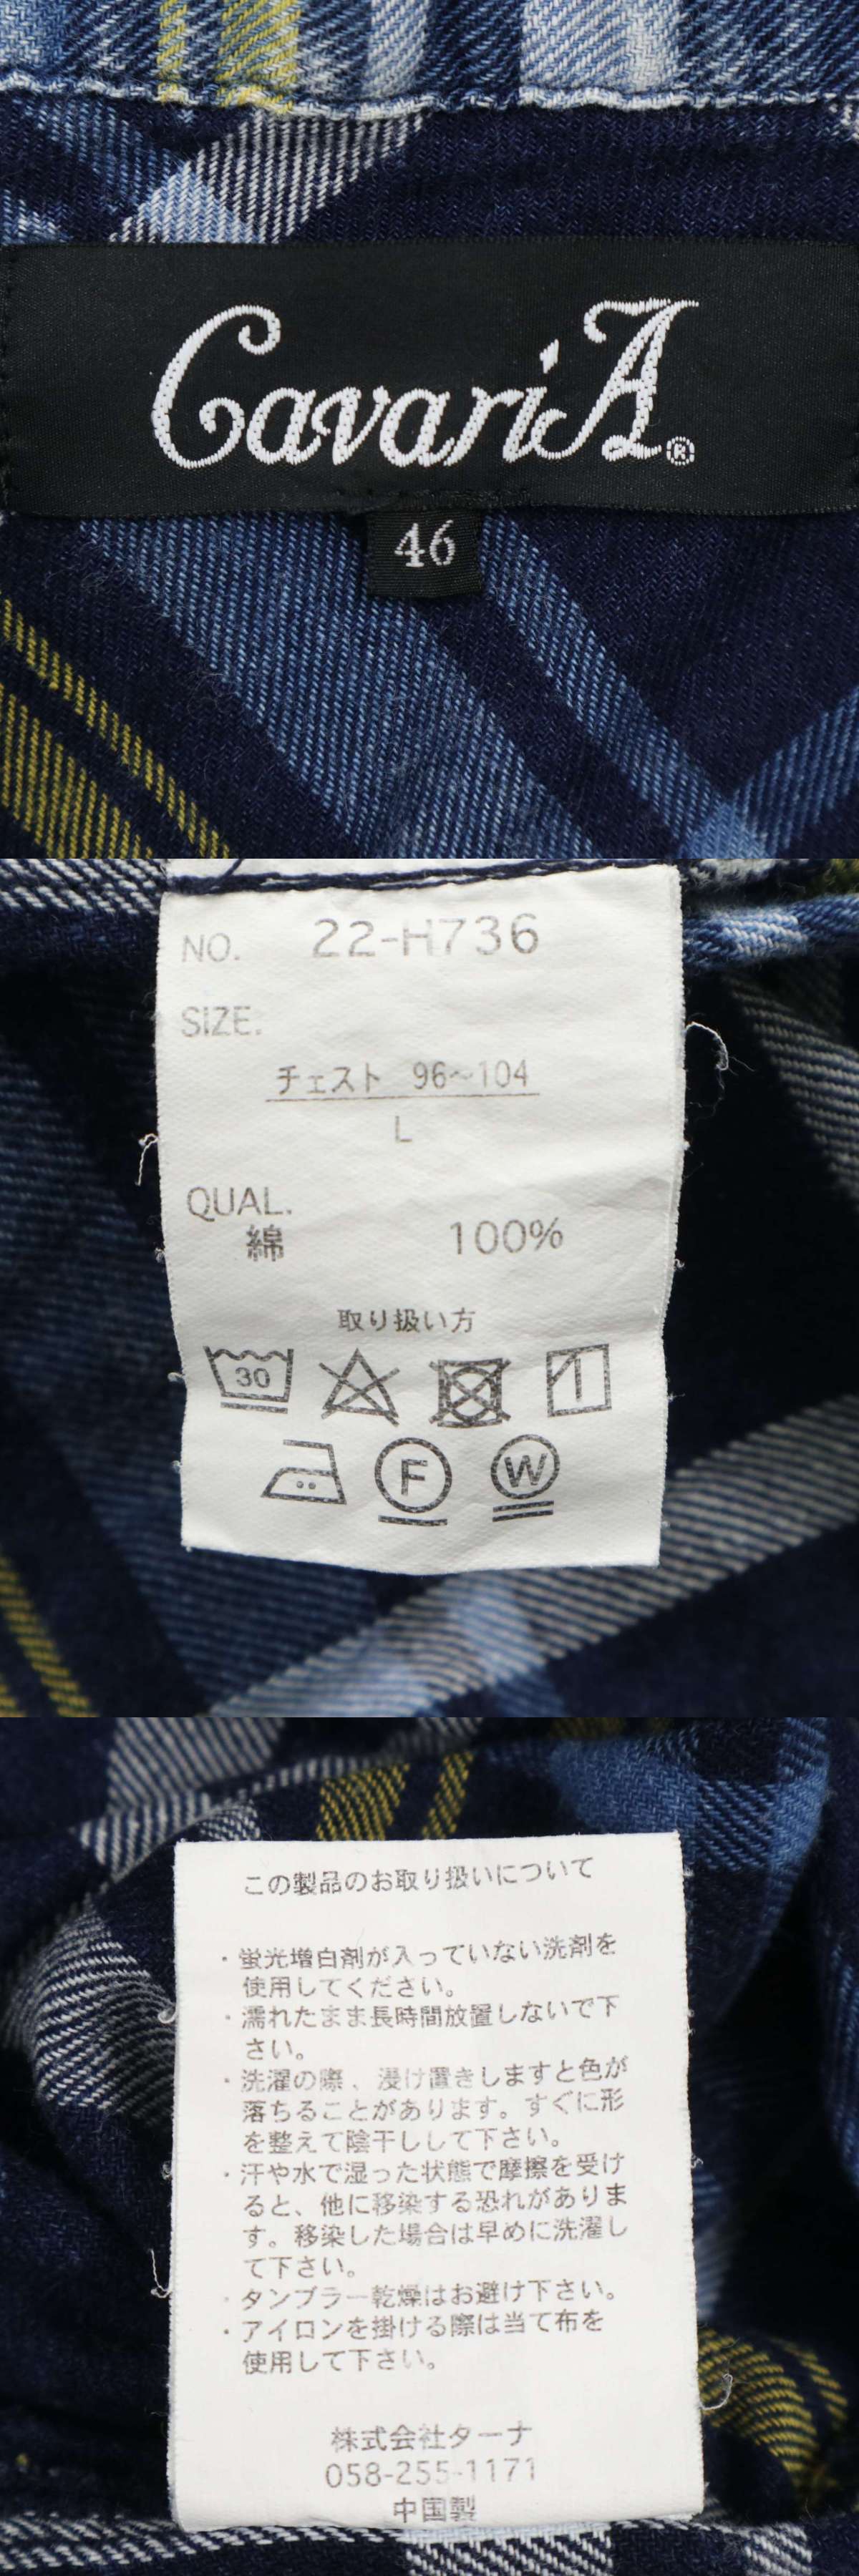 CavariA®
46
NO. 22-H736
SIZE.
チェスト 96~104
L
QUAL.
綿 100%
取り扱い方
30
F
W
この製品のお取り扱いについて
・蛍光増白剤が入っていない洗剤を
使用してください。
・濡れたまま長時間放置しないで下
さい。
・洗濯の際、浸け置きしますと色が
落ちることがあります。すぐに形
を整えて陰干しして下さい。
・汗や水で湿った状態で摩擦を受け
ると、他に移染する恐れがありま
す。移染した場合は早めに洗濯し
て下さい。
・タンブラー乾燥はお避け下さい。
・アイロンを掛ける際は当て布を
使用して下さい。
株式会社ターナ
058-255-1171
中国製